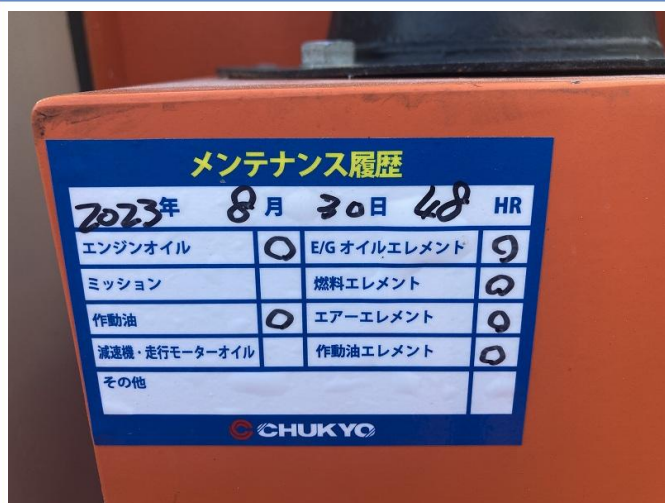 メンテナンス履歴
2023年 8月 30日 48 HR
エンジンオイル ○ E/G オイルエレメント ○
ミッション 燃料エレメント ○
作動油 ○ エアーエレメント ○
減速機・走行モーターオイル 作動油エレメント ○
その他
CHUKYO